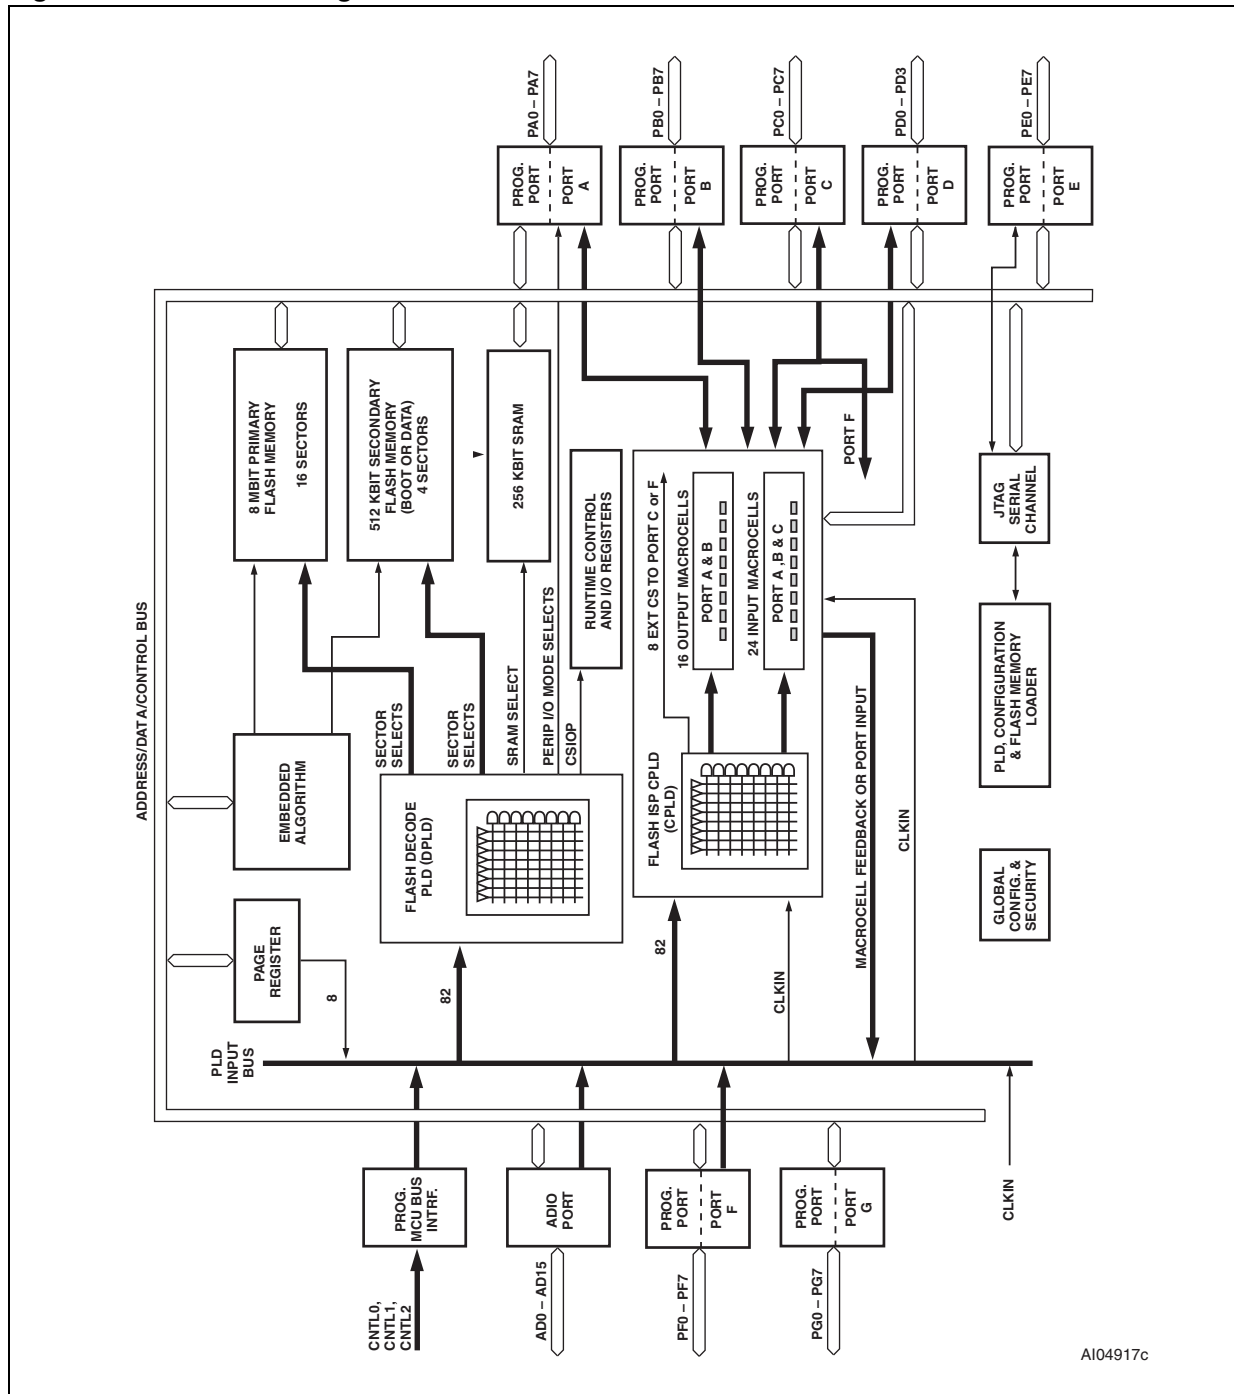 PA0 – PA7
PB0 – PB7
PC0 – PC7
PD0 – PD3
PE0 – PE7
PROG.
PORT
PORT
A
PROG.
PORT
PORT
B
PROG.
PORT
PORT
C
PROG.
PORT
PORT
D
PROG.
PORT
PORT
E
ADDRESS/DATA/CONTROL BUS
8 MBIT PRIMARY
FLASH MEMORY
16 SECTORS
512 KBIT SECONDARY
FLASH MEMORY
(BOOT OR DATA)
4 SECTORS
256 KBIT SRAM
RUNTIME CONTROL
AND I/O REGISTERS
SECTOR
SELECTS
SECTOR
SELECTS
SRAM SELECT
PERIP I/O MODE SELECTS
CSIOP
EMBEDDED
ALGORITHM
PAGE
REGISTER
8
FLASH DECODE
PLD (DPLD)
82
8 EXT CS TO PORT C or F
16 OUTPUT MACROCELLS
PORT A & B
24 INPUT MACROCELLS
PORT A ,B & C
FLASH ISP CPLD
(CPLD)
82
CLKIN
PORT F
MACROCELL FEEDBACK OR PORT INPUT
CLKIN
JTAG
SERIAL
CHANNEL
PLD, CONFIGURATION
& FLASH MEMORY
LOADER
GLOBAL
CONFIG. &
SECURITY
PLD
INPUT
BUS
PROG.
MCU BUS
INTRF.
ADIO
PORT
PROG.
PORT
PORT
F
PROG.
PORT
PORT
G
CNTL0,
CNTL1,
CNTL2
AD0 – AD15
PF0 – PF7
PG0 – PG7
CLKIN
AI04917c